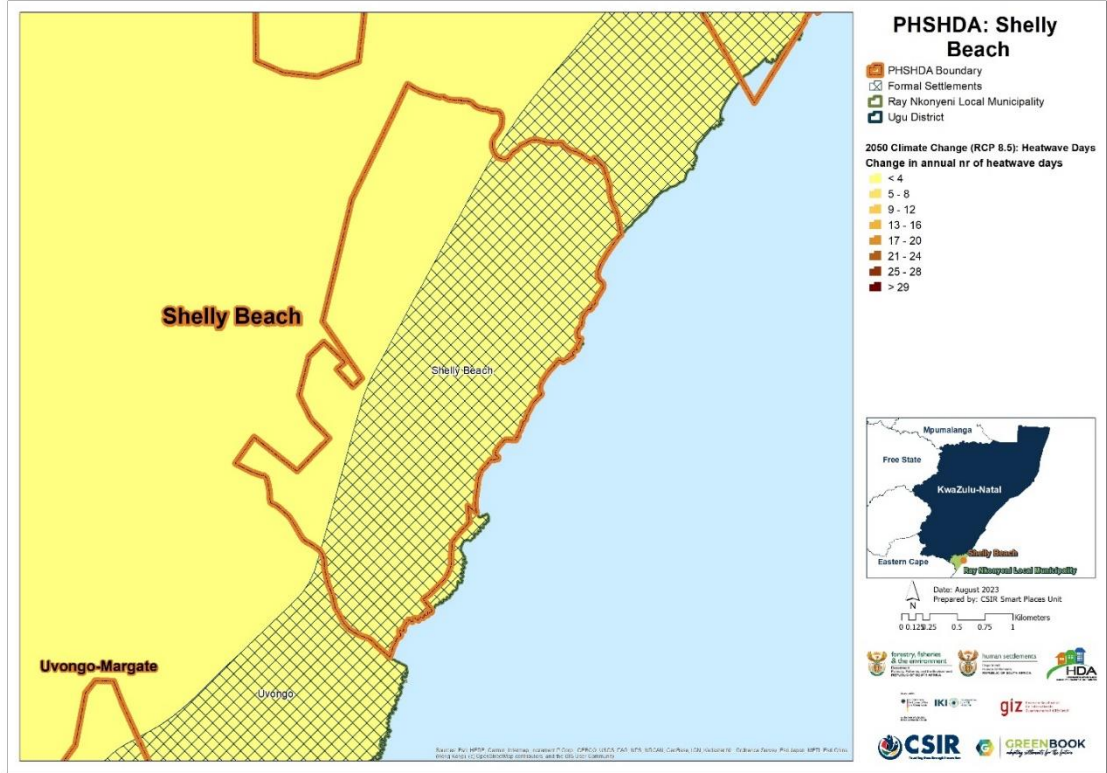 PHSHDA: Shelly
Beach
PHSHDA Boundary
Formal Settlements
Ray Nkonyeni Local Municipality
Ugu District
2050 Climate Change (RCP 8.5): Heatwave Days
Change in annual nr of heatwave days
< 4
5 - 8
9 - 12
13 - 16
17 - 20
21 - 24
25 - 28
> 29
Shelly Beach
Shelly Beach
Uvongo-Margate
Uvongo
Mpumalanga
Free State
KwaZulu-Natal
Eastern Cape
Shelly Beach
Ray Nkonyeni Local Municipality
N
Date: August 2023
Prepared by: CSIR Smart Places Unit
Kilometers
0 0.125 0.25 0.5 0.75 1
forestry, fisheries
& the environment
human settlements
HDA
IKI
giz
CSIR
GREENBOOK